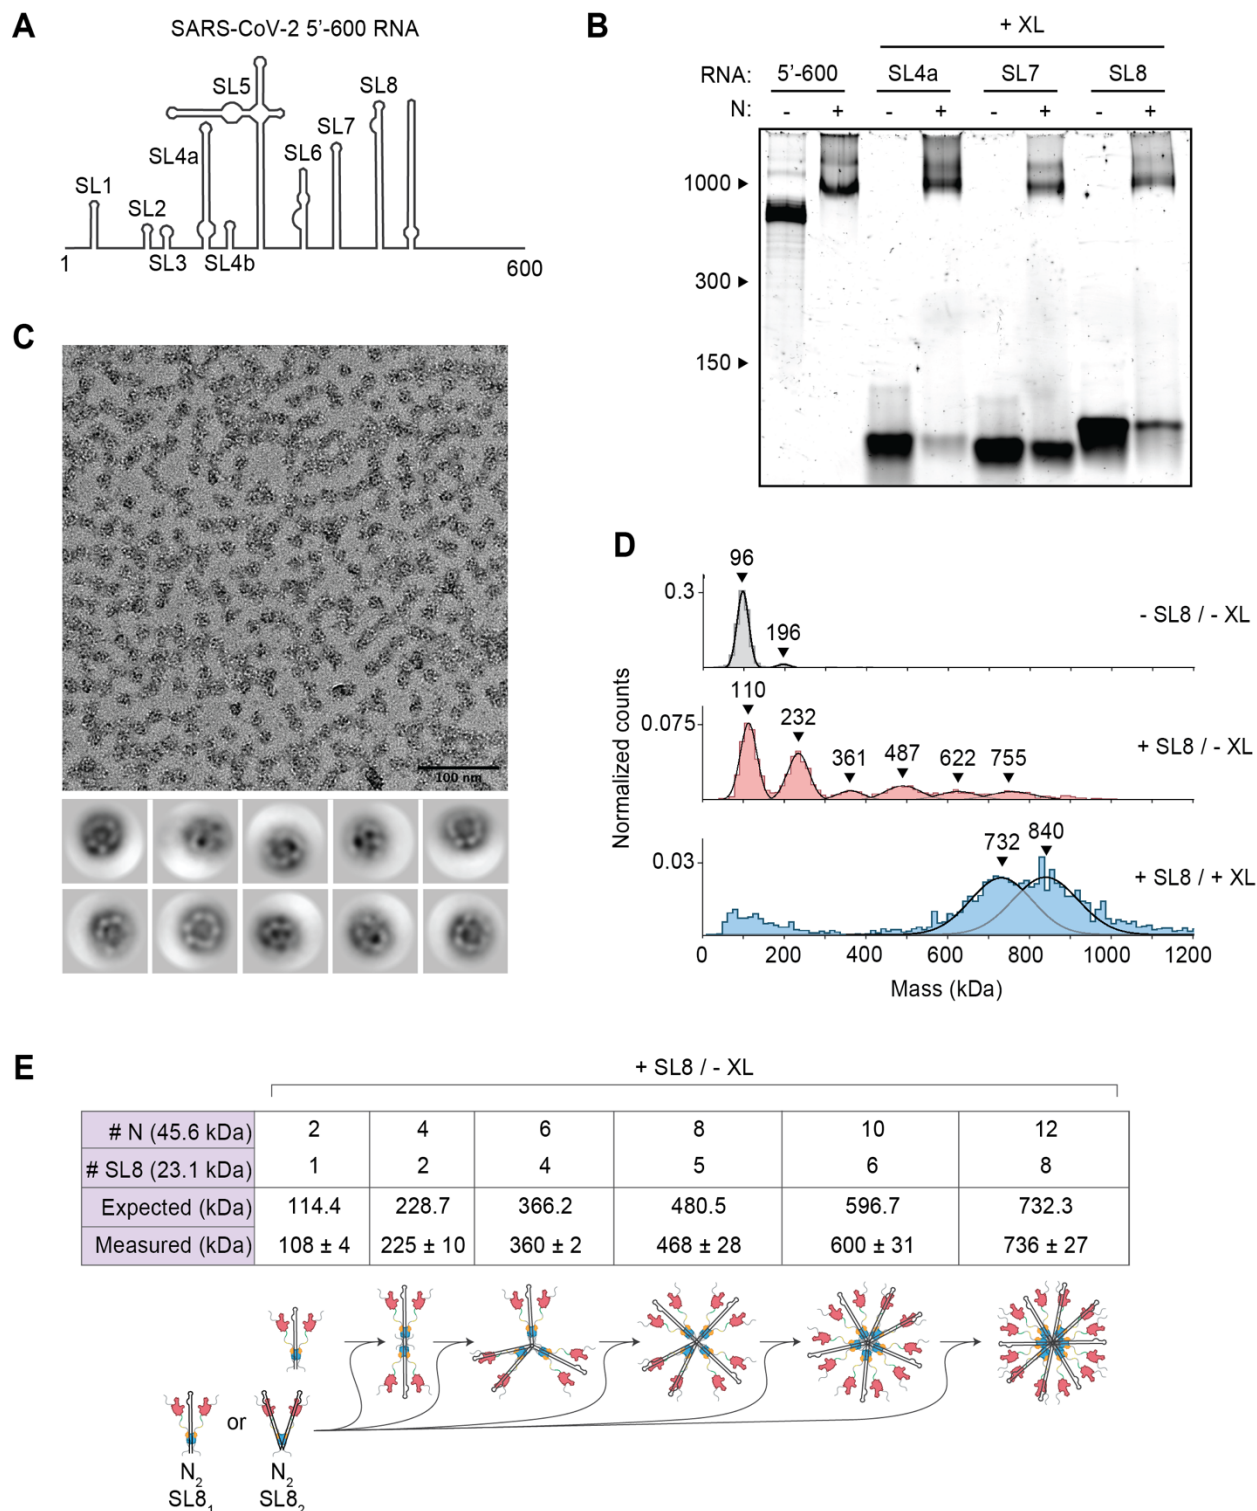 A
SARS-CoV-2 5'-600 RNA
SL5
SL8
SL7
SL4a
SL6
SL1
SL2
SL3
SL4b
1
600
B
+ XL
RNA: 5'-600 SL4a SL7 SL8
N: - + - + - + - +
1000
300
150
C
100 nm
D
Normalized counts
96
0.3
196
- SL8 / - XL
110
0.075
232
361
487
622
755
+ SL8 / - XL
732
840
0.03
+ SL8 / + XL
0 200 400 600 800 1000 1200
Mass (kDa)
E
+ SL8 / - XL
# N (45.6 kDa) 2 4 6 8 10 12
# SL8 (23.1 kDa) 1 2 4 5 6 8
Expected (kDa) 114.4 228.7 366.2 480.5 596.7 732.3
Measured (kDa) 108 ± 4 225 ± 10 360 ± 2 468 ± 28 600 ± 31 736 ± 27
or
N₂ N₂
SL8₁ SL8₂